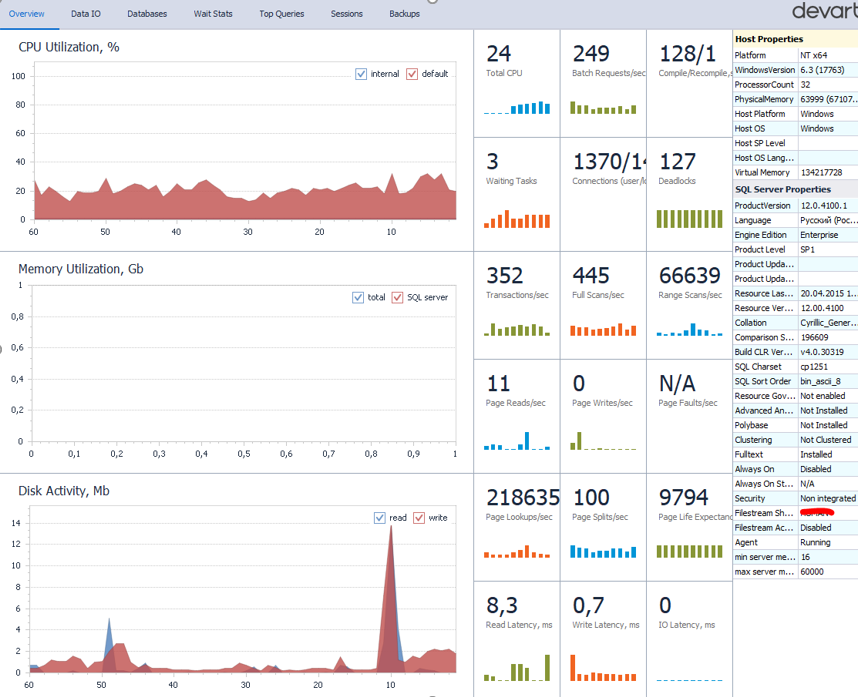 Overview Data IO Databases Wait Stats Top Queries Sessions Backups devart
CPU Utilization, %
internal default
100
80
60
40
20
0
60 50 40 30 20 10
Memory Utilization, Gb
total SQL server
1
0,8
0,6
0,4
0,2
0
0 0,1 0,2 0,3 0,4 0,5 0,6 0,7 0,8 0,9 1
Disk Activity, Mb
read write
14
12
10
8
6
4
2
0
60 50 40 30 20 10
24
Total CPU
249
Batch Requests/sec
128/1
Compile/Recompile,
3
Waiting Tasks
1370/14
Connections (user/
127
Deadlocks
352
Transactions/sec
445
Full Scans/sec
66639
Range Scans/sec
11
Page Reads/sec
0
Page Writes/sec
N/A
Page Faults/sec
218635
Page Lookups/sec
100
Page Splits/sec
9794
Page Life Expectanc
8,3
Read Latency, ms
0,7
Write Latency, ms
0
IO Latency, ms
Host Properties
Platform NT x64
WindowsVersion 6.3 (17763)
ProcessorCount 32
PhysicalMemory 63999 (67107...
Host Platform Windows
Host OS Windows
Host SP Level
Host OS Lang...
Virtual Memory 134217728
SQL Server Properties
ProductVersion 12.0.4100.1
Language Русский (Рос...
Engine Edition Enterprise
Product Level SP1
Product Upda...
Product Upda...
Resource Las... 20.04.2015 1...
Resource Ver... 12.00.4100
Collation Cyrillic_Gener...
Comparison S... 196609
Build CLR Ver... v4.0.30319
SQL Charset cp1251
SQL Sort Order bin_ascii_8
Resource Gov... Not enabled
Advanced An... Not Installed
Polybase Not Installed
Clustering Not Clustered
Fulltext Installed
Always On Disabled
Always On St... N/A
Security Non integrated
Filestream Sh...
Filestream Ac... Disabled
Agent Running
min server me... 16
max server m... 60000